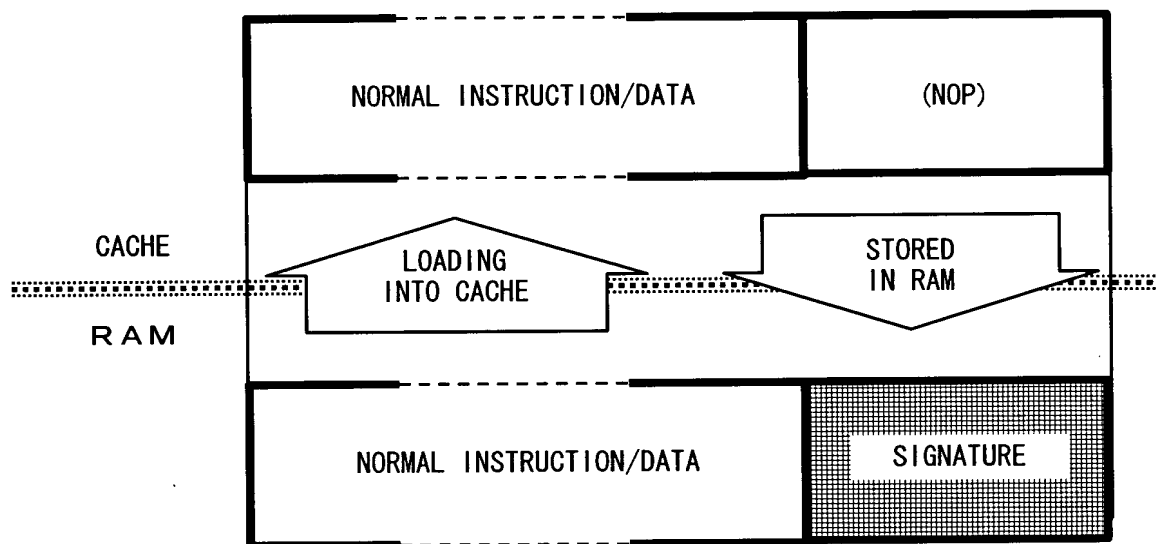 NORMAL INSTRUCTION/DATA
(NOP)
CACHE
LOADING
INTO CACHE
STORED
IN RAM
RAM
NORMAL INSTRUCTION/DATA
SIGNATURE